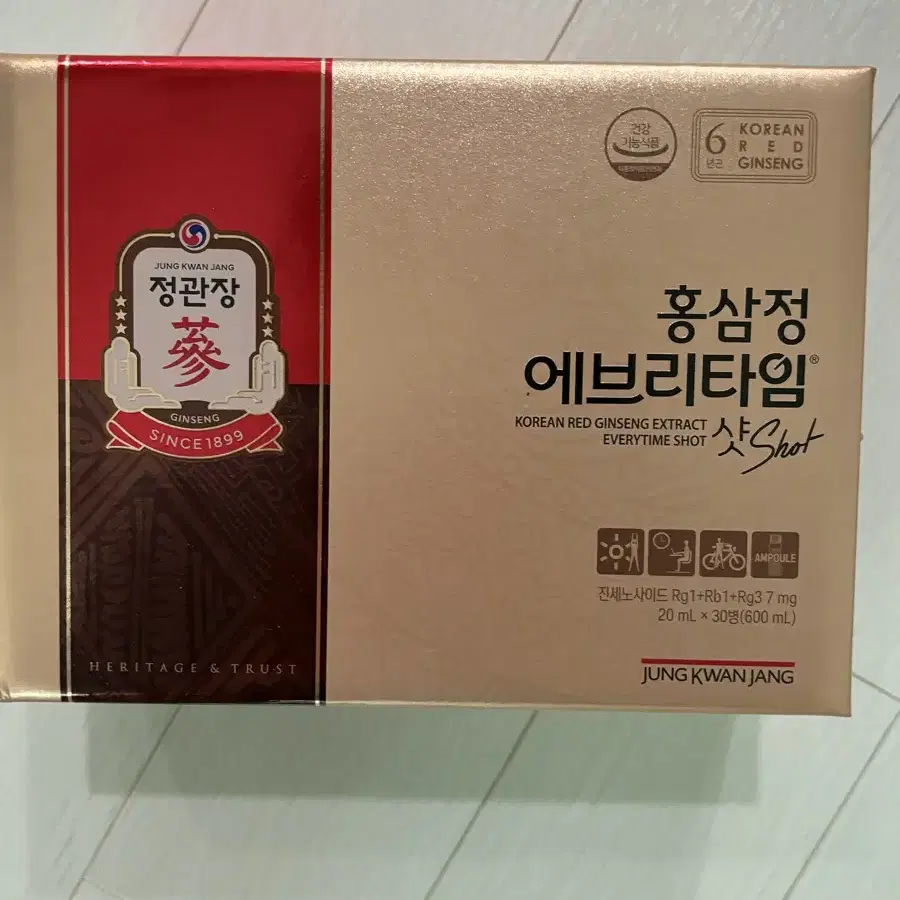 JUNG KWAN JANG
정관장
蔘
GINSENG
SINCE 1899
HERITAGE & TRUST
건강
기능식품
6
년근
KOREAN
RED
GINSENG
홍삼정
에브리타임®
KOREAN RED GINSENG EXTRACT
EVERYTIME SHOT
샷 Shot
AMPOULE
진세노사이드 Rg1+Rb1+Rg3 7 mg
20 mL × 30병(600 mL)
JUNG KWAN JANG